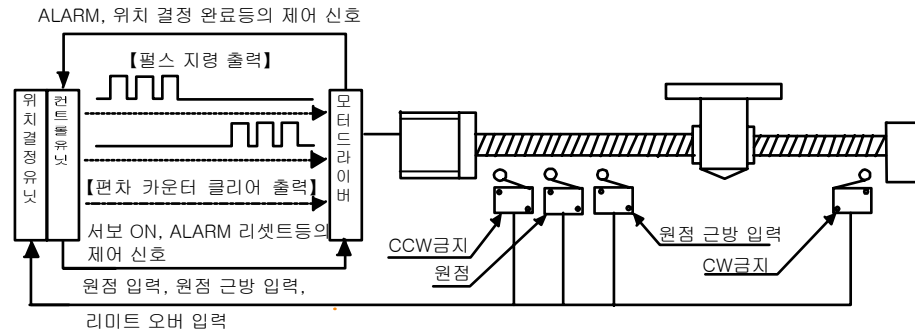 ALARM, 위치 결정 완료등의 제어 신호
【펄스 지령 출력】
위치결정유닛
컨트롤유닛
모터드라이버
【편차 카운터 클리어 출력】
서보 ON, ALARM 리셋트등의
제어 신호
CCW금지
원점
원점 근방 입력
CW금지
원점 입력, 원점 근방 입력,
리미트 오버 입력